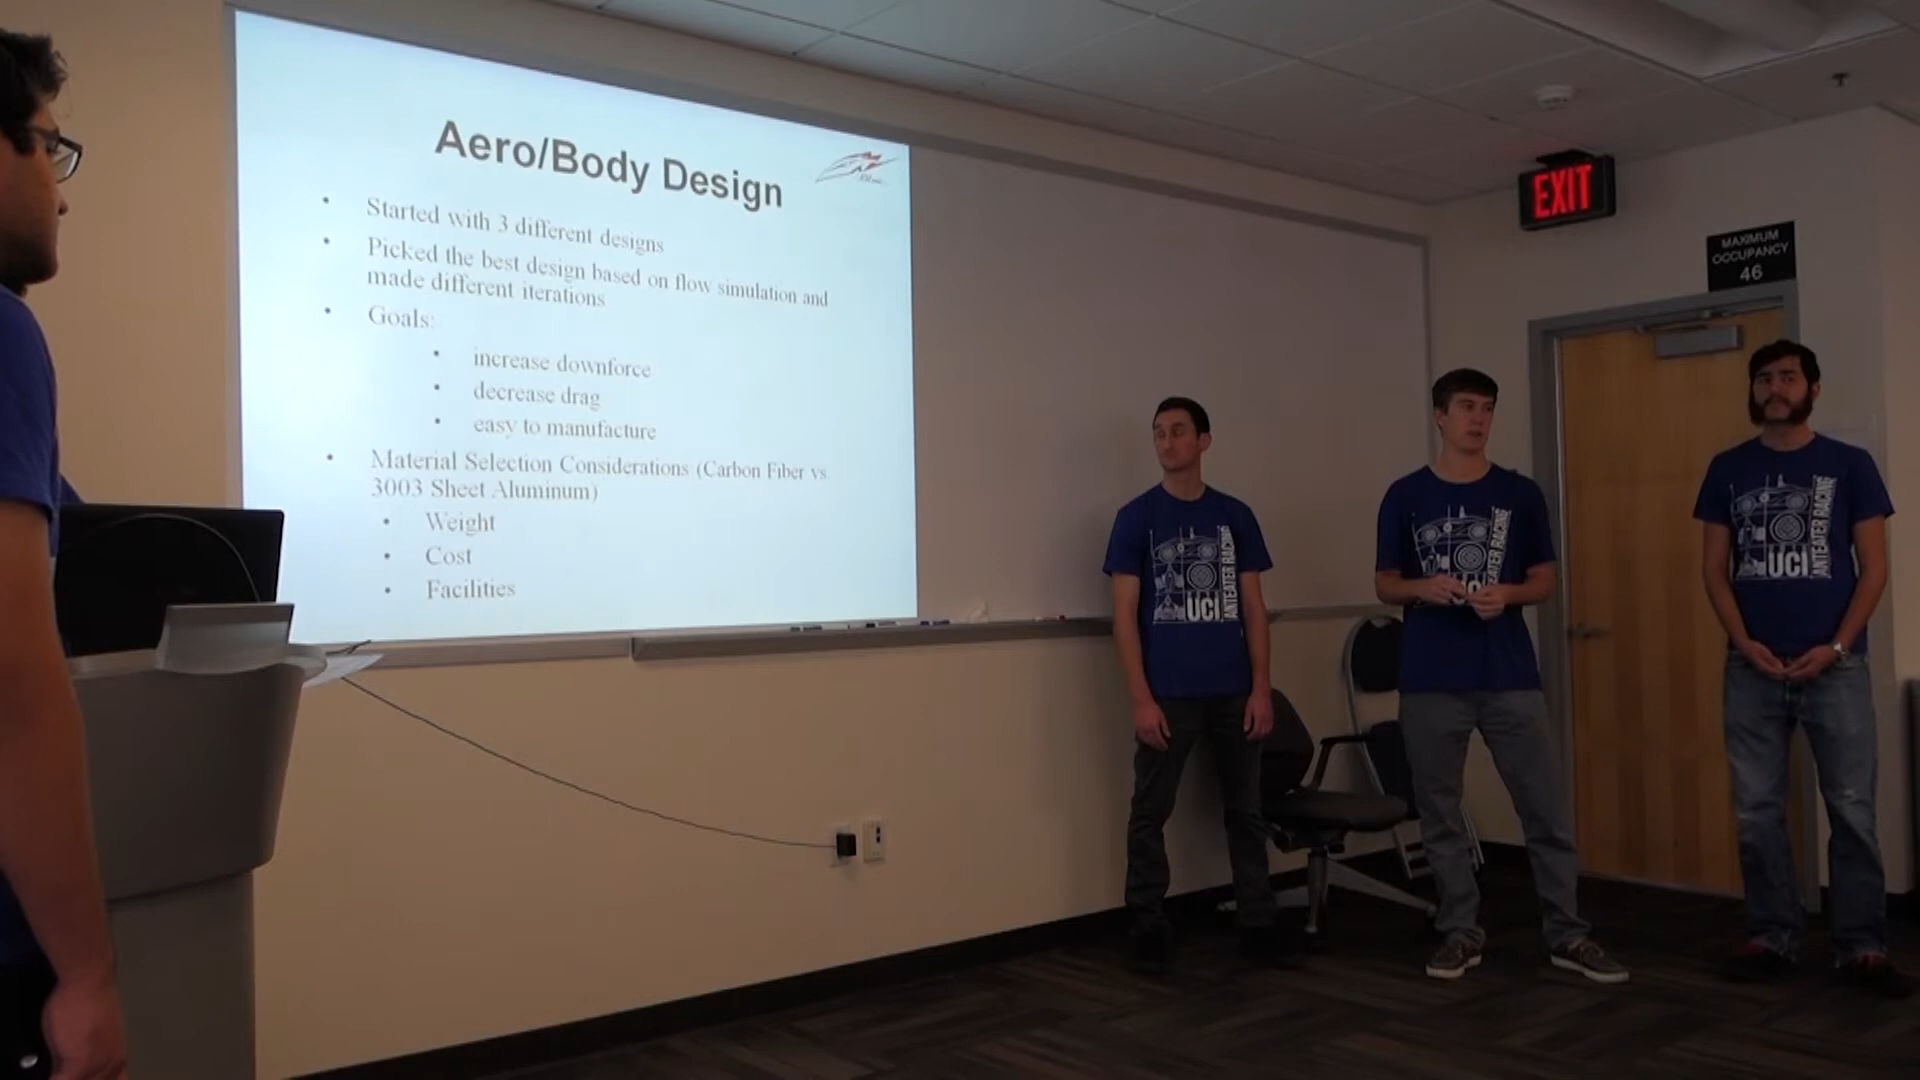 Aero/Body Design
• Started with 3 different designs
• Picked the best design based on flow simulation and
made different iterations
• Goals:
• increase downforce
• decrease drag
• easy to manufacture
• Material Selection Considerations (Carbon Fiber vs
3003 Sheet Aluminum)
• Weight
• Cost
• Facilities
EXIT
MAXIMUM
OCCUPANCY
46
UCI
ANTEATER RACING
ANTEATER RACING
UCI
ANTEATER RACING